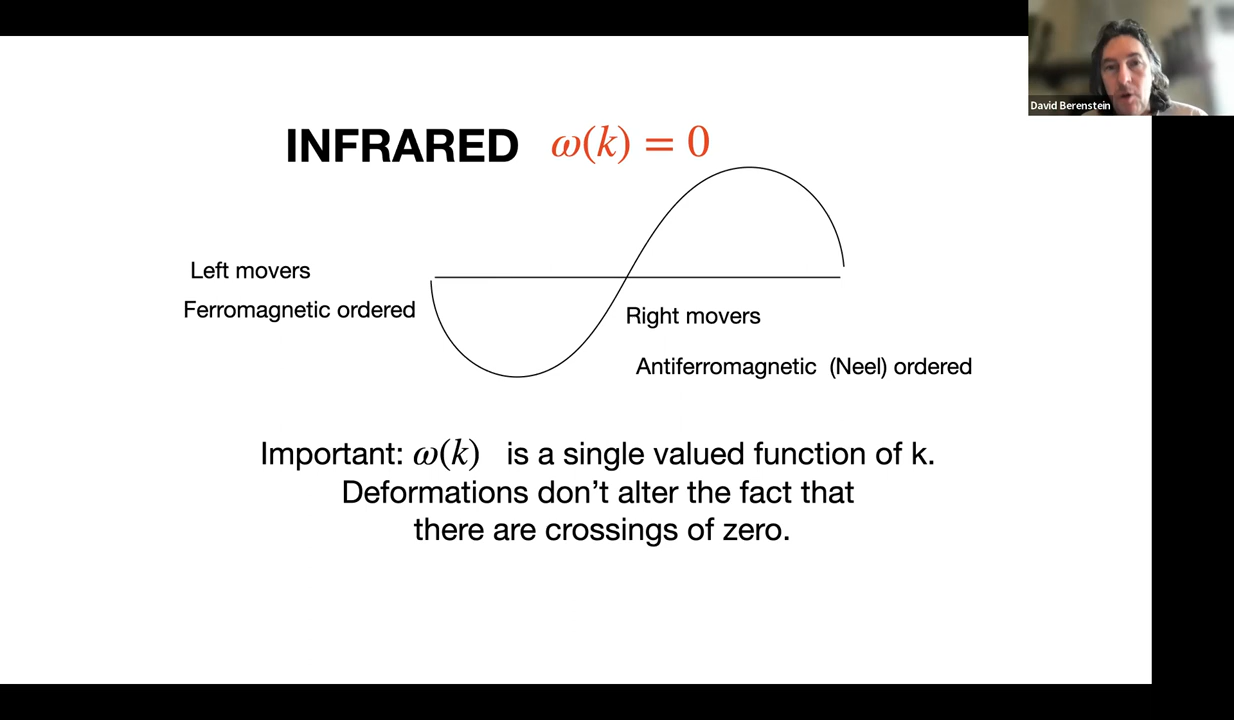 David Berenstein
INFRARED ω(k) = 0
Left movers
Ferromagnetic ordered
Right movers
Antiferromagnetic (Neel) ordered
Important: ω(k) is a single valued function of k.
Deformations don’t alter the fact that
there are crossings of zero.